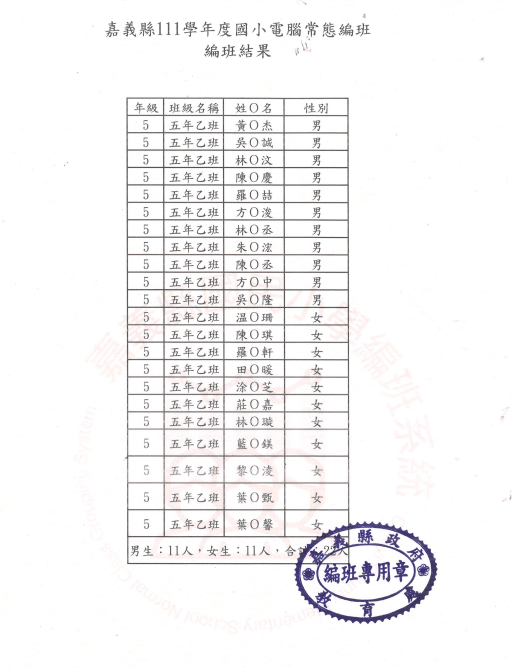 嘉義縣111學年度國小電腦常態編班
編班結果
年級 班級名稱 姓O名 性別
5 五年乙班 黃O杰 男
5 五年乙班 吳O誠 男
5 五年乙班 林O汶 男
5 五年乙班 陳O慶 男
5 五年乙班 羅O喆 男
5 五年乙班 方O浚 男
5 五年乙班 林O丞 男
5 五年乙班 朱O浤 男
5 五年乙班 陳O丞 男
5 五年乙班 方O中 男
5 五年乙班 吳O隆 男
5 五年乙班 温O珊 女
5 五年乙班 陳O琪 女
5 五年乙班 羅O軒 女
5 五年乙班 田O暖 女
5 五年乙班 涂O芝 女
5 五年乙班 莊O嘉 女
5 五年乙班 林O璇 女
5 五年乙班 藍O鎂 女
5 五年乙班 黎O淩 女
5 五年乙班 葉O甄 女
5 五年乙班 葉O馨 女
男生：11人，女生：11人，合計：22人
嘉義縣政府
編班專用章
教育處